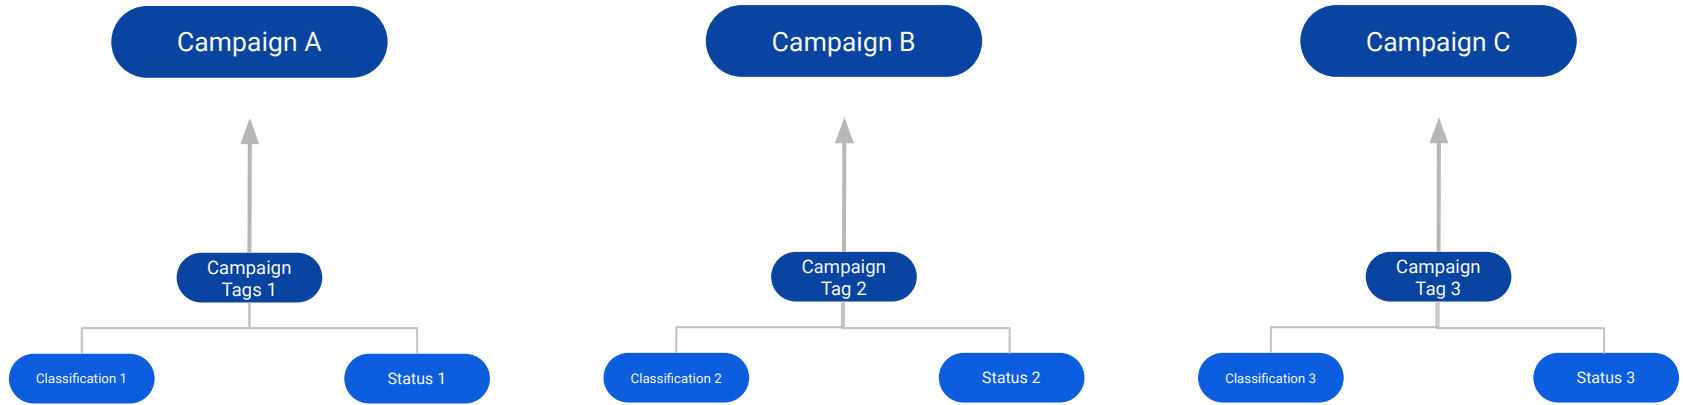 Campaign A
Campaign B
Campaign C
Campaign
Tags 1
Campaign
Tag 2
Campaign
Tag 3
Classification 1
Status 1
Classification 2
Status 2
Classification 3
Status 3